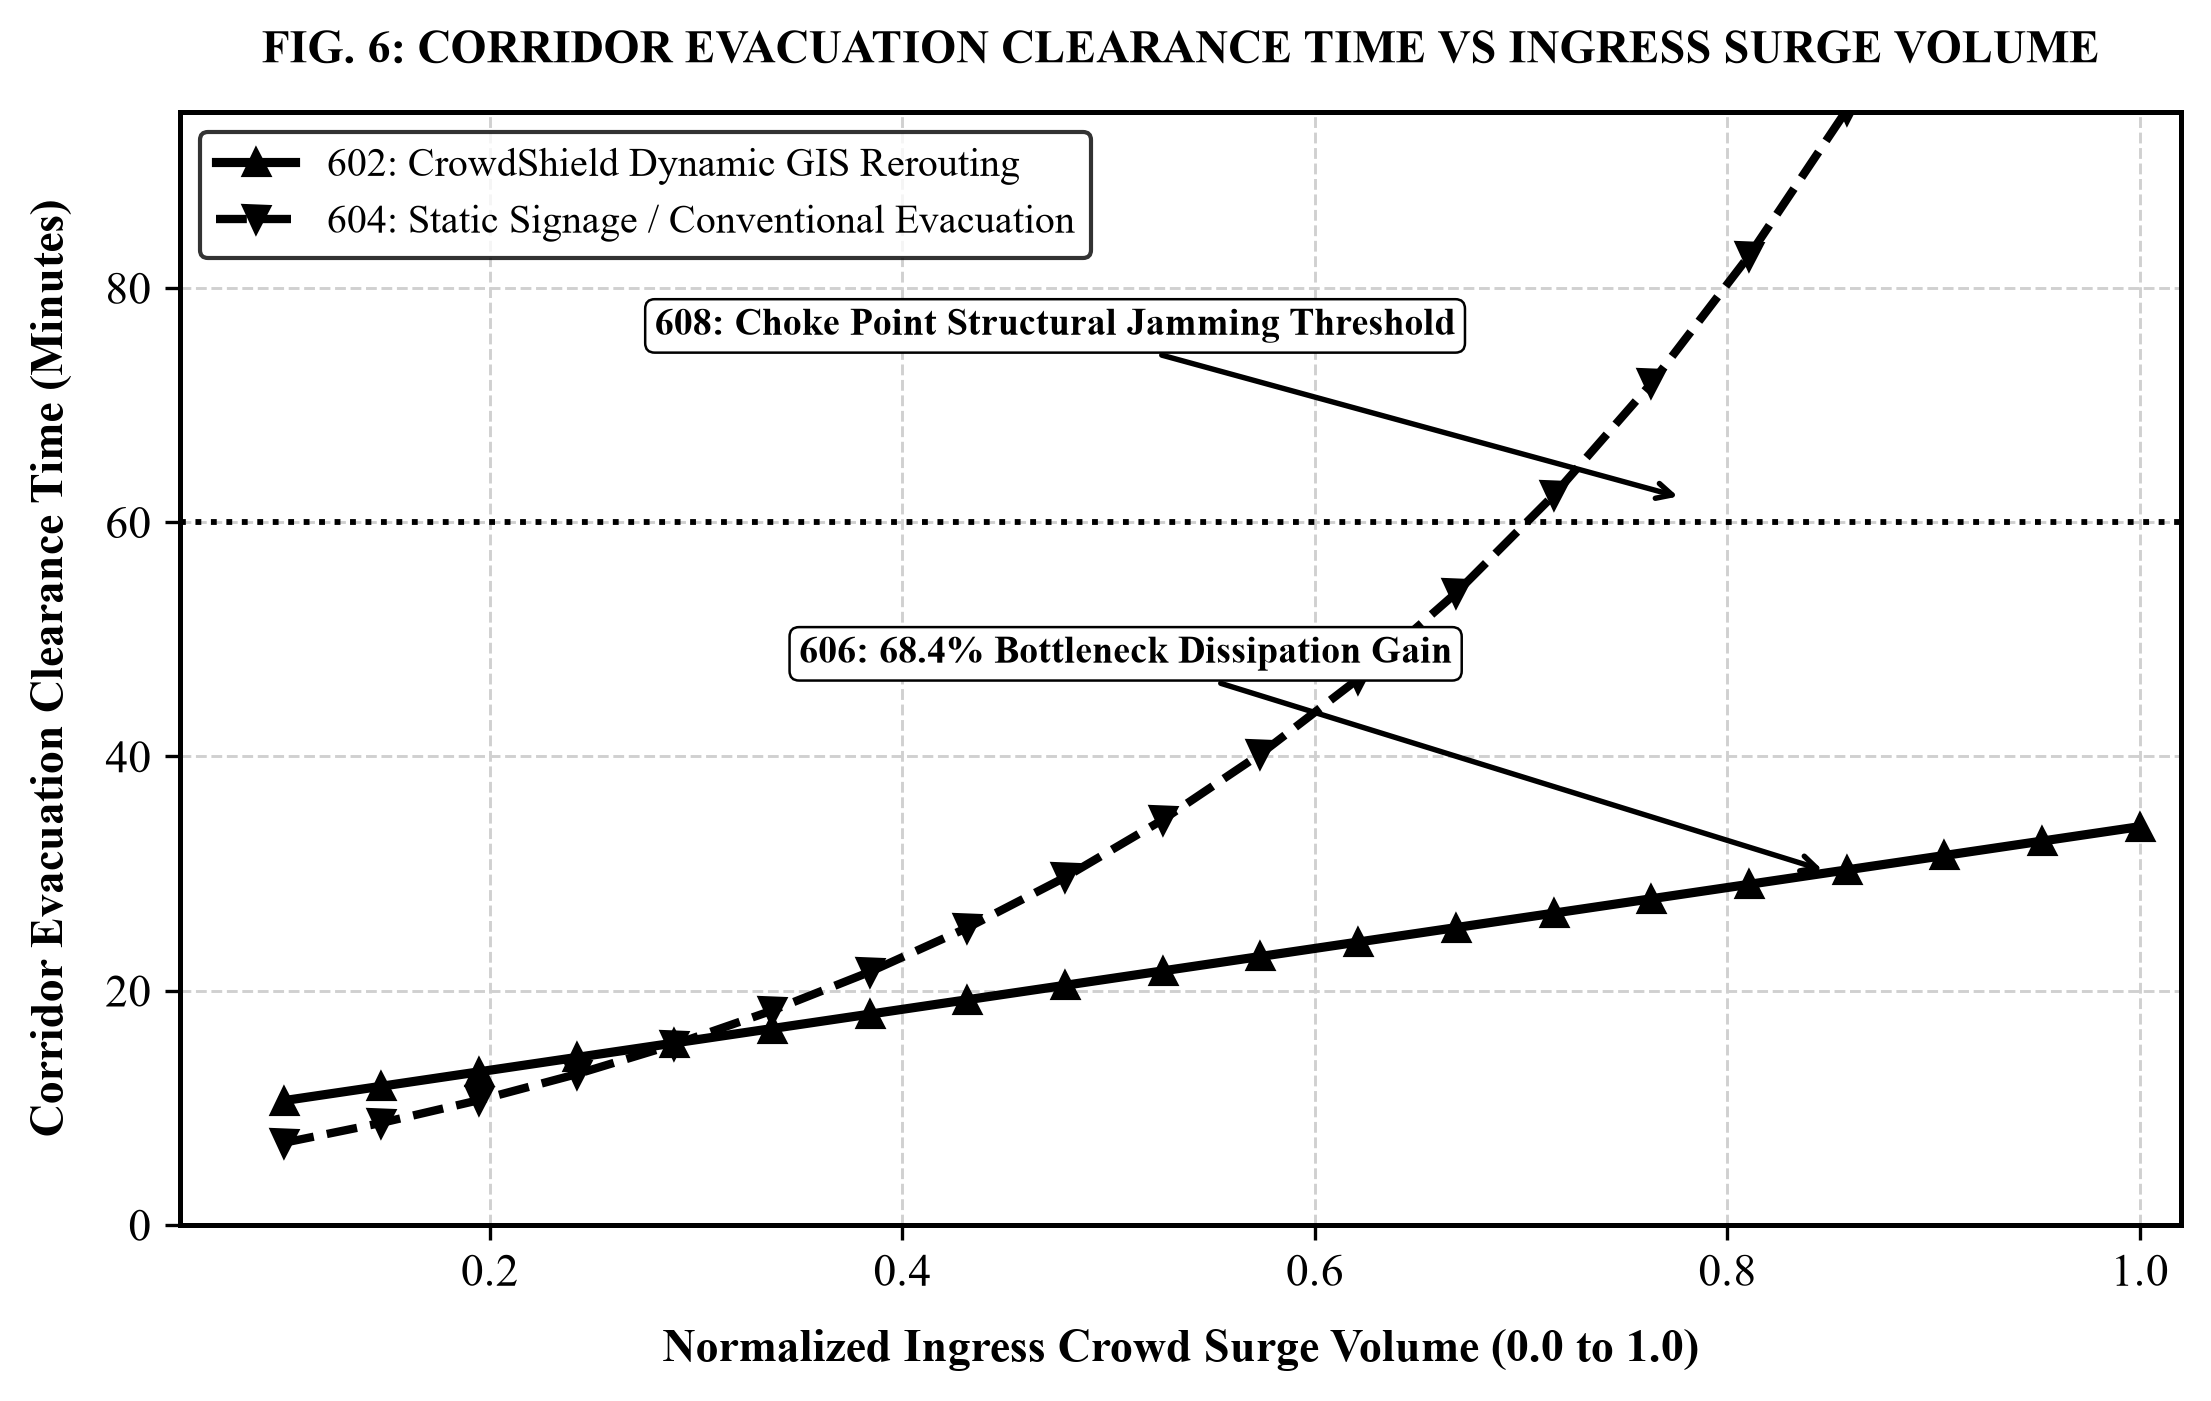 FIG. 6: CORRIDOR EVACUATION CLEARANCE TIME VS INGRESS SURGE VOLUME
602: CrowdShield Dynamic GIS Rerouting
604: Static Signage / Conventional Evacuation
608: Choke Point Structural Jamming Threshold
606: 68.4% Bottleneck Dissipation Gain
Corridor Evacuation Clearance Time (Minutes)
80
60
40
20
0
0.2 0.4 0.6 0.8 1.0
Normalized Ingress Crowd Surge Volume (0.0 to 1.0)